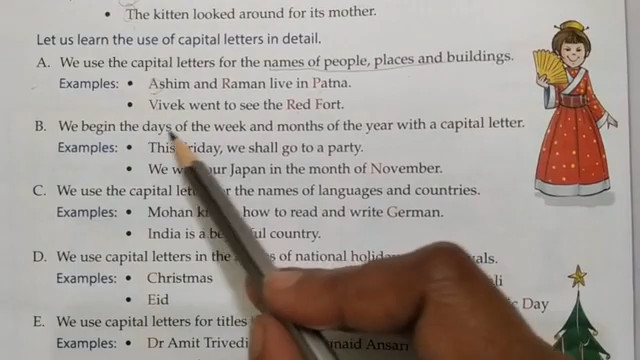 • The kitten looked around for its mother.
Let us learn the use of capital letters in detail.
A. We use the capital letters for the names of people, places and buildings.
Examples: • Ashim and Raman live in Patna.
• Vivek went to see the Red Fort.
B. We begin the days of the week and months of the year with a capital letter.
Examples: • This Friday, we shall go to a party.
• We our Japan in the month of November.
C. We use the capital for the names of languages and countries.
Examples: • Mohan how to read and write German.
• India is a country.
D. We use capital letters in the of national
Examples: • Christmas
• Eid Day
E. We use capital letters for titles
Examples: • Dr Amit Trivedi Ansari